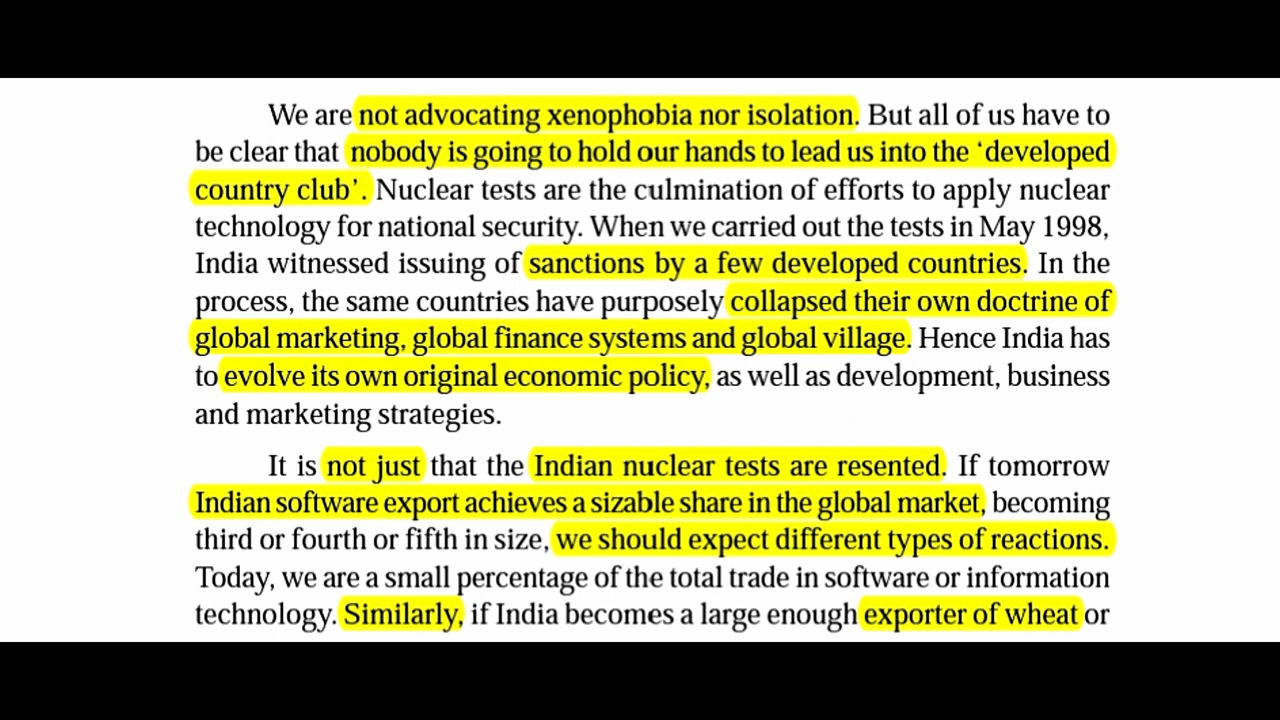 We are not advocating xenophobia nor isolation. But all of us have to
be clear that nobody is going to hold our hands to lead us into the ‘developed
country club’. Nuclear tests are the culmination of efforts to apply nuclear
technology for national security. When we carried out the tests in May 1998,
India witnessed issuing of sanctions by a few developed countries. In the
process, the same countries have purposely collapsed their own doctrine of
global marketing, global finance systems and global village. Hence India has
to evolve its own original economic policy, as well as development, business
and marketing strategies.
It is not just that the Indian nuclear tests are resented. If tomorrow
Indian software export achieves a sizable share in the global market, becoming
third or fourth or fifth in size, we should expect different types of reactions.
Today, we are a small percentage of the total trade in software or information
technology. Similarly, if India becomes a large enough exporter of wheat or